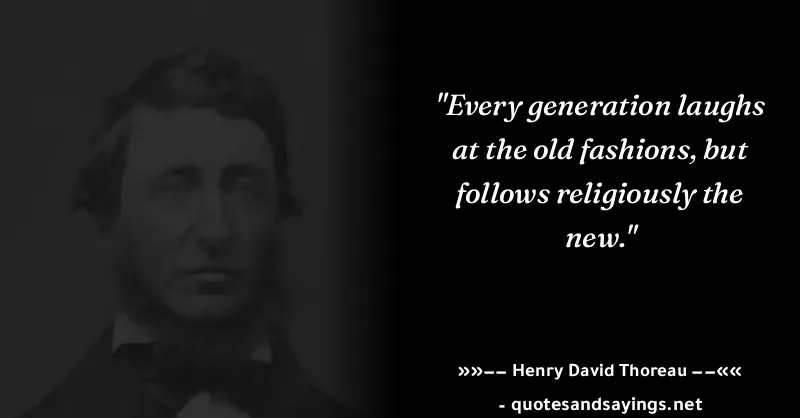 "Every generation laughs
at the old fashions, but
follows religiously the
new."
»»–– Henry David Thoreau ––««
- quotesandsayings.net